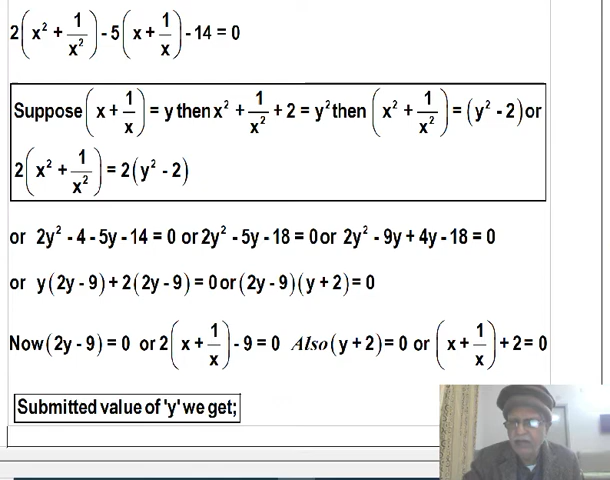 2(x² + 1/x²) - 5(x + 1/x) - 14 = 0
Suppose (x + 1/x) = y then x² + 1/x² + 2 = y² then (x² + 1/x²) = (y² - 2) or
2(x² + 1/x²) = 2(y² - 2)
or 2y² - 4 - 5y - 14 = 0 or 2y² - 5y - 18 = 0 or 2y² - 9y + 4y - 18 = 0
or y(2y - 9) + 2(2y - 9) = 0 or (2y - 9)(y + 2) = 0
Now (2y - 9) = 0 or 2(x + 1/x) - 9 = 0 Also (y + 2) = 0 or (x + 1/x) + 2 = 0
Submitted value of 'y' we get;